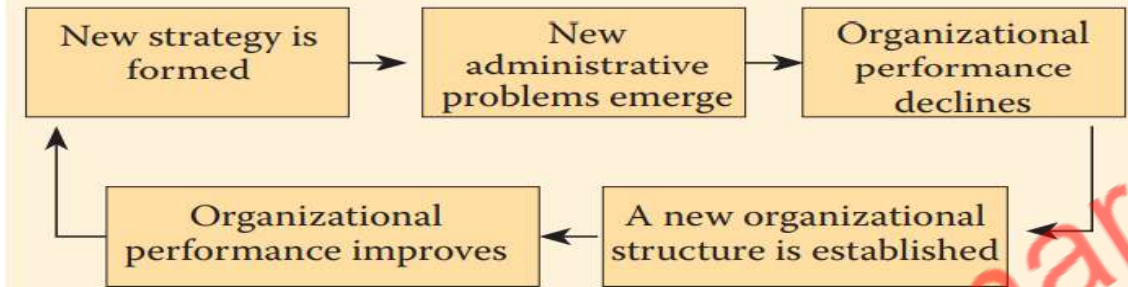 New strategy is
formed
New
administrative
problems emerge
Organizational
performance
declines
A new organizational
structure is established
Organizational
performance improves